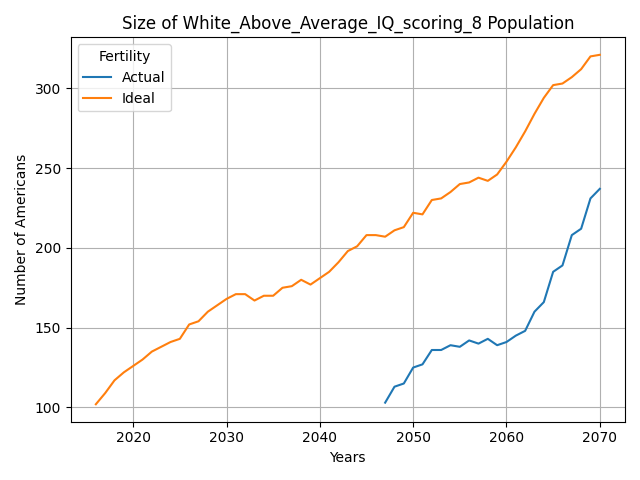 Size of White_Above_Average_IQ_scoring_8 Population
Fertility
Actual
Ideal
Number of Americans
300
250
200
150
100
2020 2030 2040 2050 2060 2070
Years